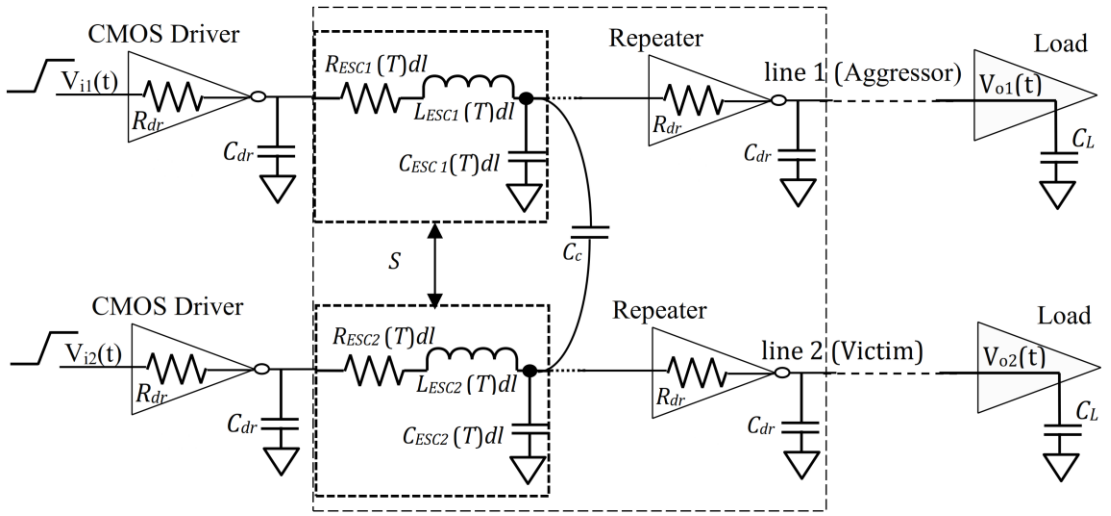 CMOS Driver
Repeater
Load
V_i1(t)
R_dr
C_dr
R_ESC1(T)dl
L_ESC1(T)dl
C_ESC1(T)dl
R_dr
C_dr
line 1 (Aggressor)
V_o1(t)
C_L
S
C_c
CMOS Driver
Repeater
Load
V_i2(t)
R_dr
C_dr
R_ESC2(T)dl
L_ESC2(T)dl
C_ESC2(T)dl
R_dr
C_dr
line 2 (Victim)
V_o2(t)
C_L